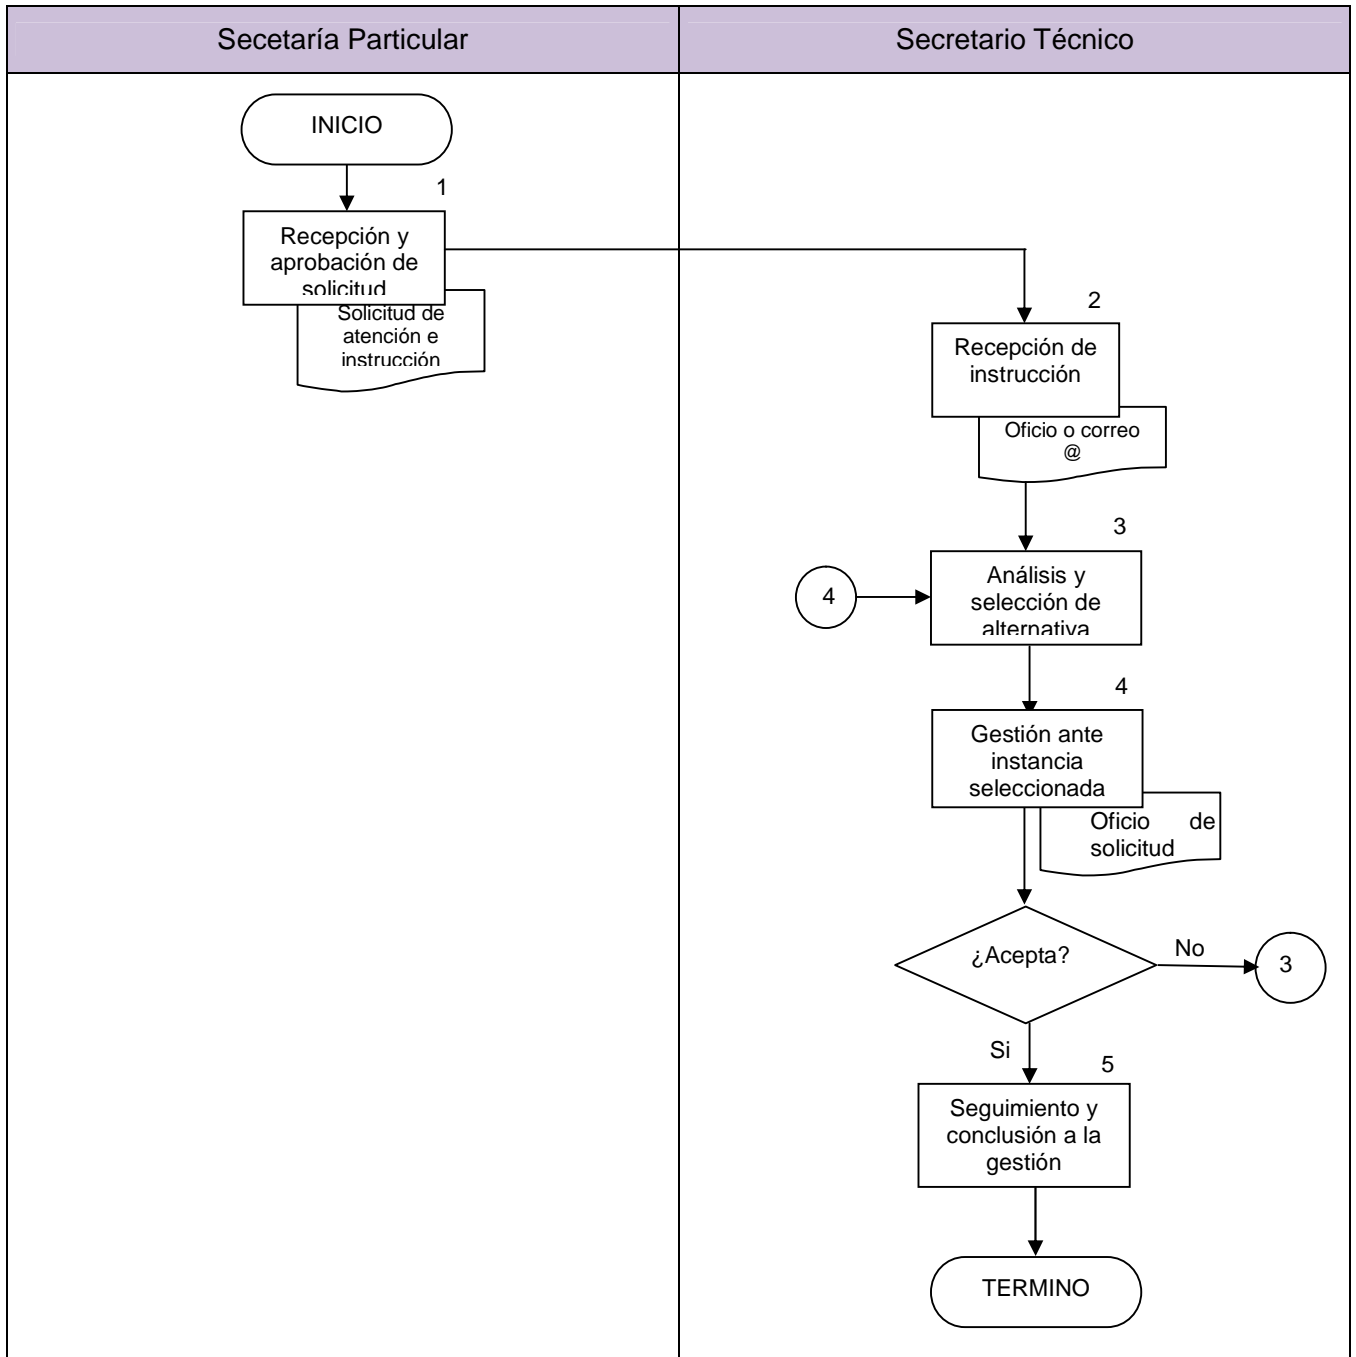 Secetaría Particular
Secretario Técnico
INICIO
1
Recepción y
aprobación de
solicitud
Solicitud de
atención e
instrucción
2
Recepción de
instrucción
Oficio o correo
@
3
Análisis y
selección de
alternativa
4
4
Gestión ante
instancia
seleccionada
Oficio de
solicitud
¿Acepta?
No
3
Si
5
Seguimiento y
conclusión a la
gestión
TERMINO